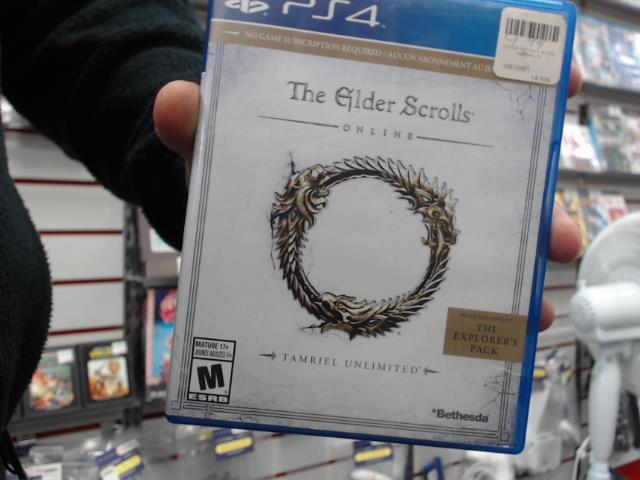 PS4
NO GAME SUBSCRIPTION REQUIRED / AUCUN ABONNEMENT AU JE
The Elder Scrolls
ONLINE
THE
EXPLORER'S
PACK
MATURE 17+
M
ESRB
TAMRIEL UNLIMITED
Bethesda